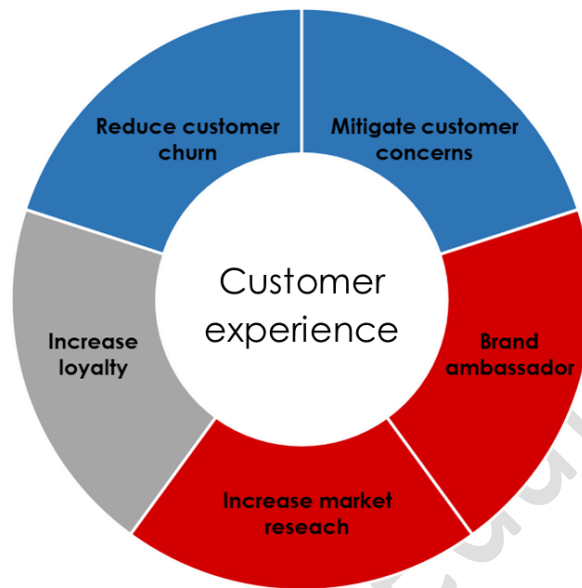 Reduce customer
churn
Mitigate customer
concerns
Customer
experience
Increase
loyalty
Brand
ambassador
Increase market
reseach